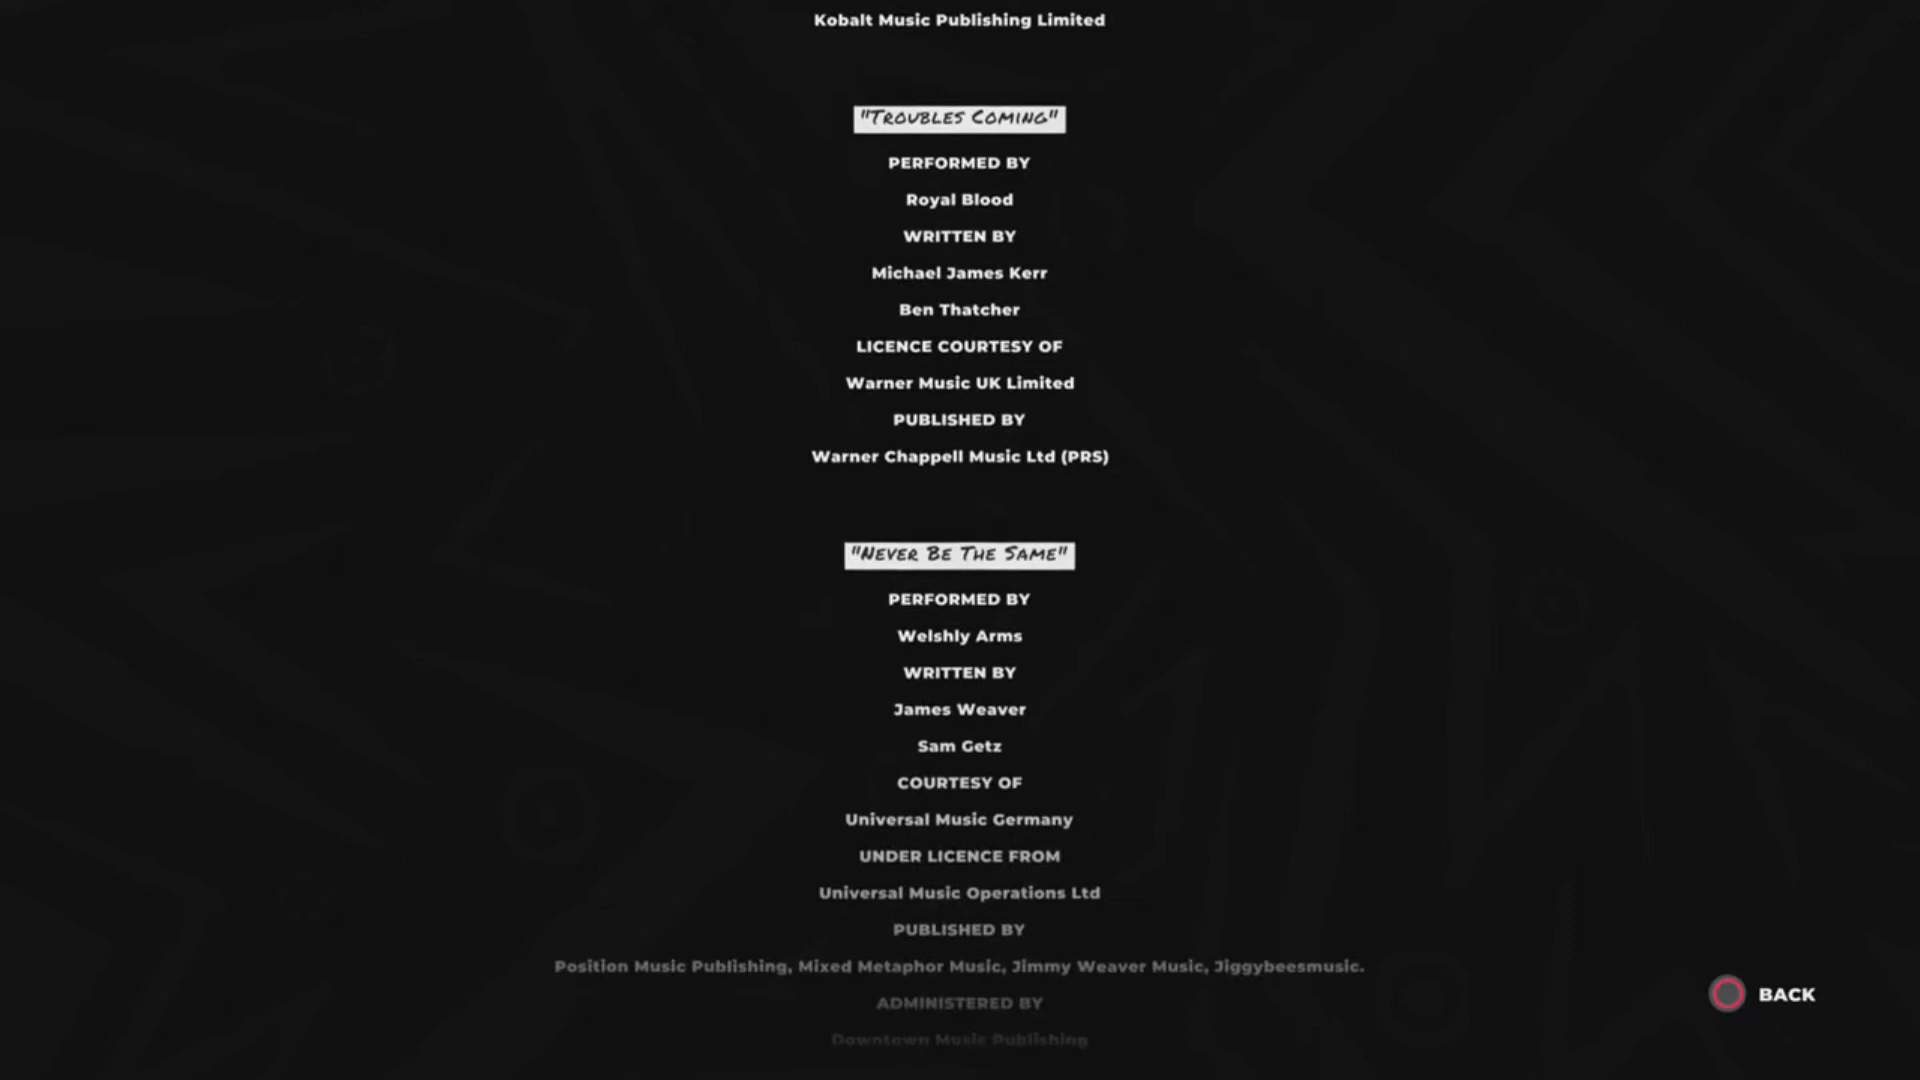 Kobalt Music Publishing Limited
"Troubles Coming"
PERFORMED BY
Royal Blood
WRITTEN BY
Michael James Kerr
Ben Thatcher
LICENCE COURTESY OF
Warner Music UK Limited
PUBLISHED BY
Warner Chappell Music Ltd (PRS)
"Never Be The Same"
PERFORMED BY
Welshly Arms
WRITTEN BY
James Weaver
Sam Getz
COURTESY OF
Universal Music Germany
UNDER LICENCE FROM
Universal Music Operations Ltd
PUBLISHED BY
Position Music Publishing, Mixed Metaphor Music, Jimmy Weaver Music, Jiggybeesmusic.
ADMINISTERED BY
Downtown Music Publishing
BACK